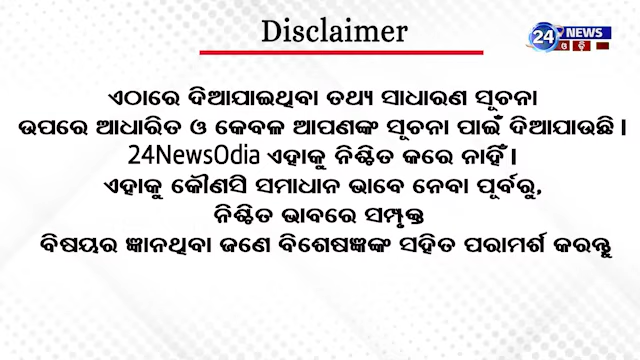 Disclaimer
24 NEWS
ଓଡ଼ି
ଏଠାରେ ଦିଆଯାଇଥିବା ତଥ୍ୟ ସାଧାରଣ ସୂଚନା
ଉପରେ ଆଧାରିତ ଓ କେବଳ ଆପଣଙ୍କ ସୂଚନା ପାଇଁ ଦିଆଯାଉଛି ।
24NewsOdia ଏହାକୁ ନିଶ୍ଚିତ କରେ ନାହିଁ ।
ଏହାକୁ କୌଣସି ସମାଧାନ ଭାବେ ନେବା ପୂର୍ବରୁ,
ନିଶ୍ଚିତ ଭାବରେ ସମ୍ପୃକ୍ତ
ବିଷୟର ଜ୍ଞାନଥିବା ଜଣେ ବିଶେଷଜ୍ଞଙ୍କ ସହିତ ପରାମର୍ଶ କରନ୍ତୁ